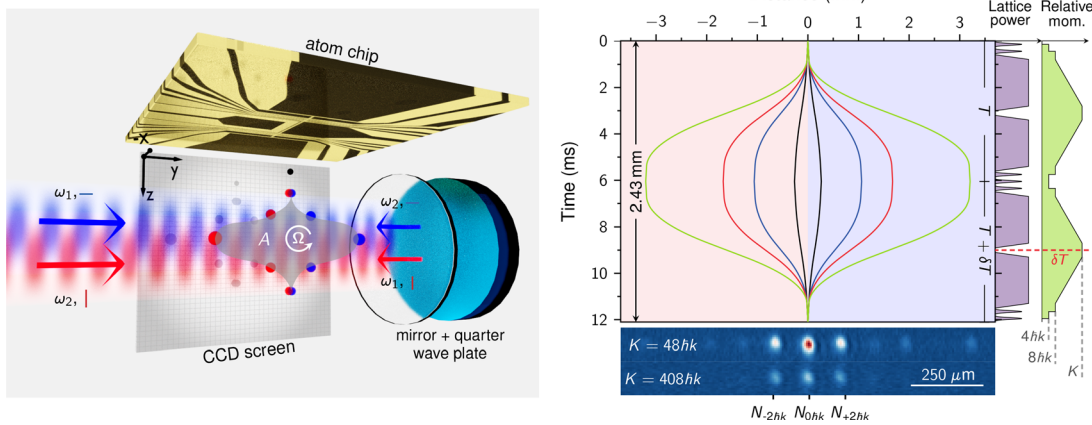 atom chip
-x
y
z
ω₁, —
ω₂, —
A
Ω
ω₂, |
ω₁, |
mirror + quarter
wave plate
CCD screen
Lattice
power
Relative
mom.
−3
−2
−1
0
1
2
3
Time (ms)
0
2
4
6
8
10
12
2.43 mm
T
T + δT
δT
4ħk
8ħk
K
K = 48ħk
K = 408ħk
250 μm
N-2ħk
N0ħk
N+2ħk